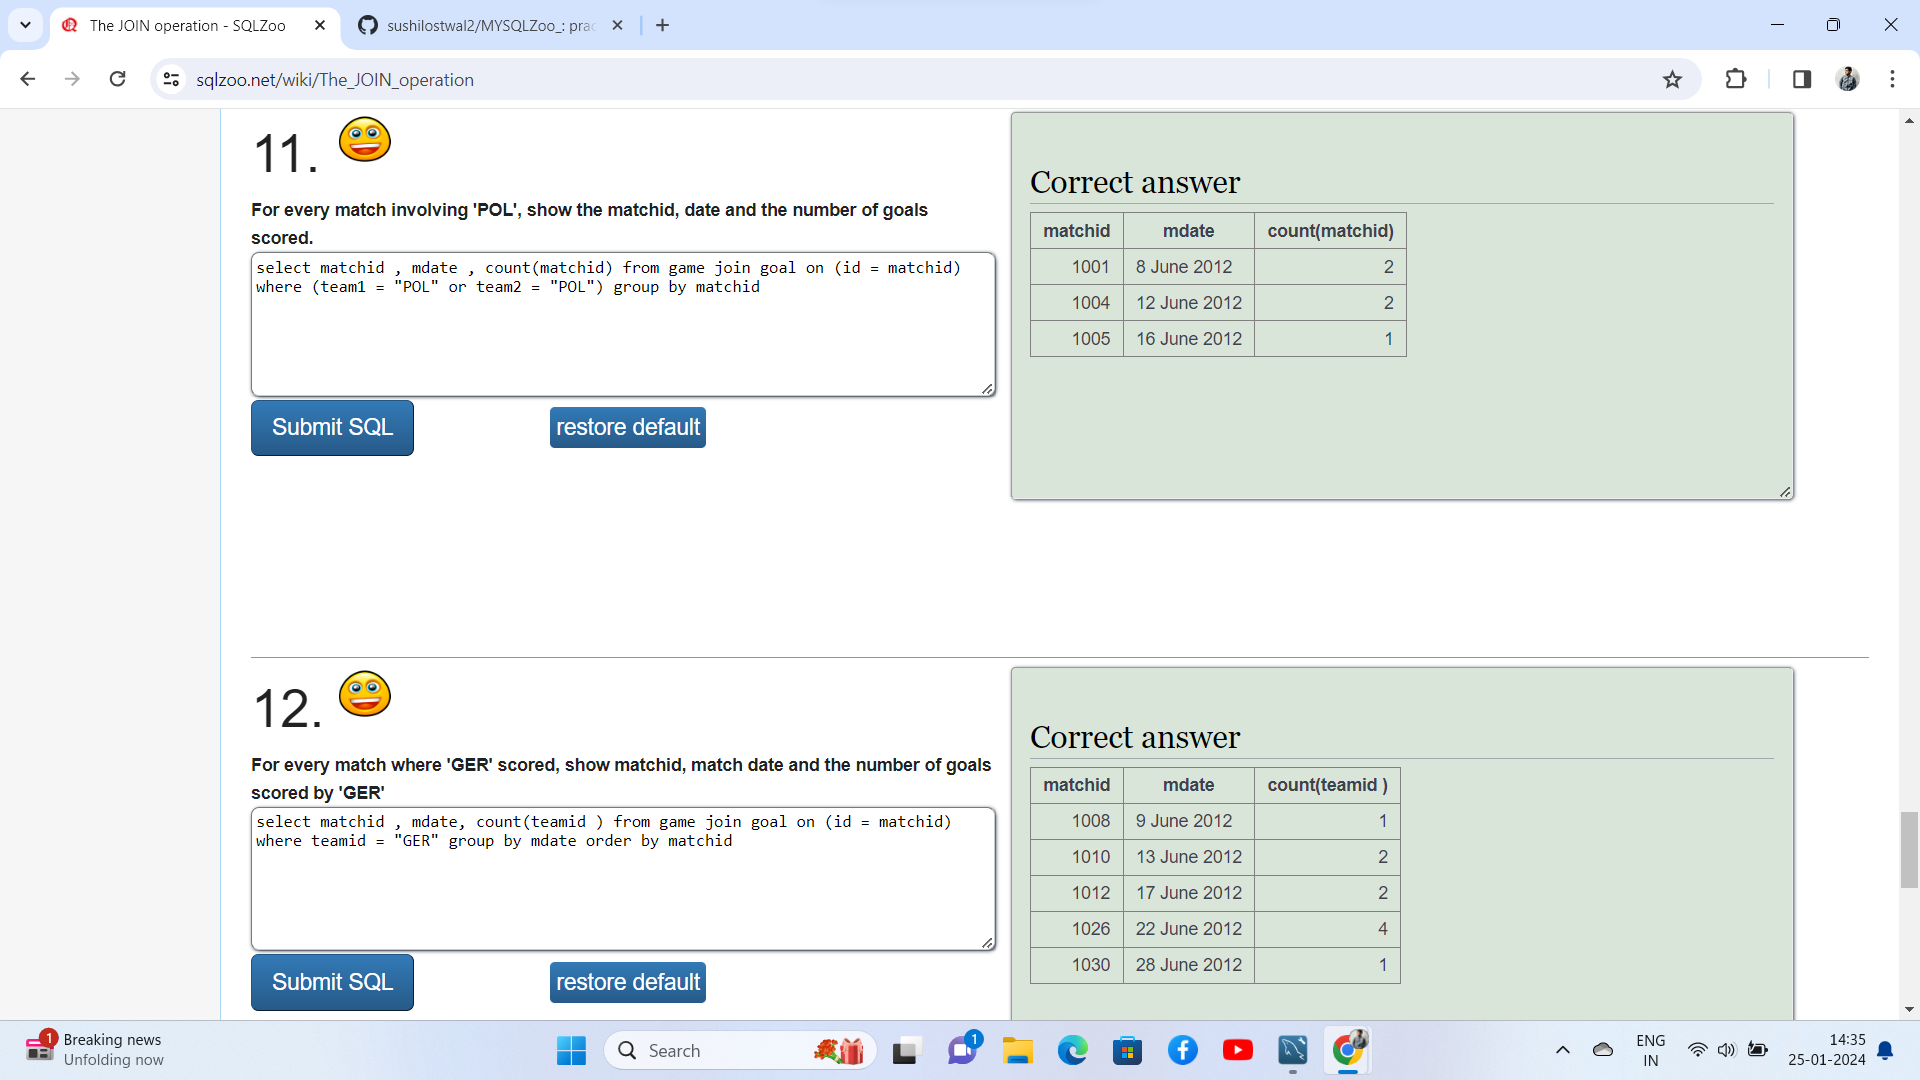 The JOIN operation - SQLZoo
sushilostwal2/MYSQLZoo_: prac
sqlzoo.net/wiki/The_JOIN_operation
11.
For every match involving 'POL', show the matchid, date and the number of goals
scored.
select matchid , mdate , count(matchid) from game join goal on (id = matchid)
where (team1 = "POL" or team2 = "POL") group by matchid
Submit SQL
restore default
Correct answer
matchid mdate count(matchid)
1001 8 June 2012 2
1004 12 June 2012 2
1005 16 June 2012 1
12.
For every match where 'GER' scored, show matchid, match date and the number of goals
scored by 'GER'
select matchid , mdate, count(teamid ) from game join goal on (id = matchid)
where teamid = "GER" group by mdate order by matchid
Submit SQL
restore default
Correct answer
matchid mdate count(teamid )
1008 9 June 2012 1
1010 13 June 2012 2
1012 17 June 2012 2
1026 22 June 2012 4
1030 28 June 2012 1
1
Breaking news
Unfolding now
Search
1
ENG
IN
14:35
25-01-2024